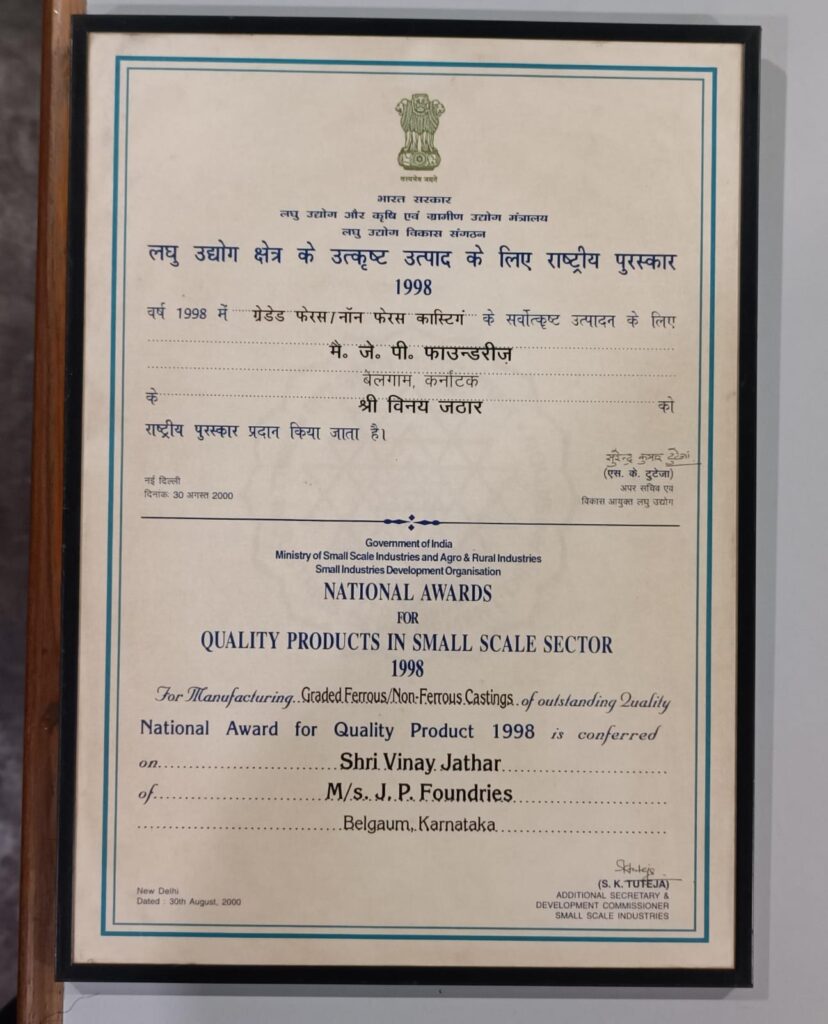 सत्यमेव जयते
भारत सरकार
लघु उद्योग और कृषि एवं ग्रामीण उद्योग मंत्रालय
लघु उद्योग विकास संगठन
लघु उद्योग क्षेत्र के उत्कृष्ट उत्पाद के लिए राष्ट्रीय पुरस्कार
1998
वर्ष 1998 में ग्रेडेड फेरस/नॉन फेरस कास्टिगं के सर्वोत्कृष्ट उत्पादन के लिए
मै. जे. पी. फाउन्डरीज़
बेलगाम, कर्नाटक
के श्री विनय जठार को
राष्ट्रीय पुरस्कार प्रदान किया जाता है।
सुरेन्द्र कुमार टुटेजा
(एस. के. टुटेजा)
नई दिल्ली अपर सचिव एवं
दिनांक: 30 अगस्त 2000 विकास आयुक्त लघु उद्योग
Government of India
Ministry of Small Scale Industries and Agro & Rural Industries
Small Industries Development Organisation
NATIONAL AWARDS
FOR
QUALITY PRODUCTS IN SMALL SCALE SECTOR
1998
For Manufacturing..Graded Ferrous/Non-Ferrous Castings..of outstanding Quality
National Award for Quality Product 1998 is conferred
on Shri Vinay Jathar
of M/s. J. P. Foundries
Belgaum, Karnataka
SKtuteja
(S. K. TUTEJA)
New Delhi ADDITIONAL SECRETARY &
Dated : 30th August, 2000 DEVELOPMENT COMMISSIONER
SMALL SCALE INDUSTRIES